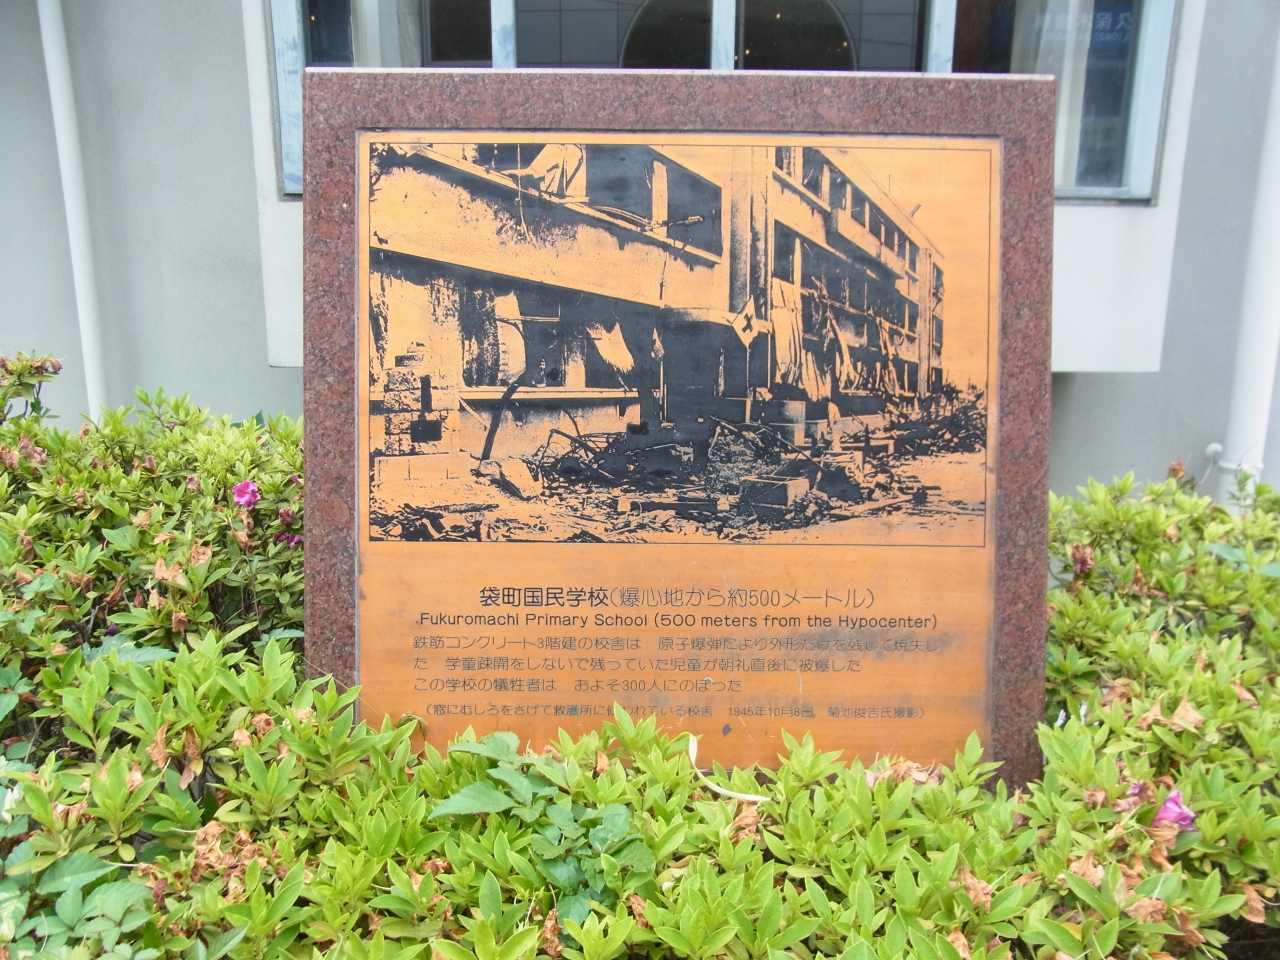 袋町国民学校(爆心地から約500メートル)
Fukuromachi Primary School (500 meters from the Hypocenter)
鉄筋コンクリート3階建の校舎は 原子爆弾により外形だけを残して焼失し
た 学童疎開をしないで残っていた児童が朝礼直後に被爆した
この学校の犠牲者は およそ300人にのぼった
(窓にむしろをさげて救護所に使われている校舎 1945年10月8日 菊池俊吉氏撮影)